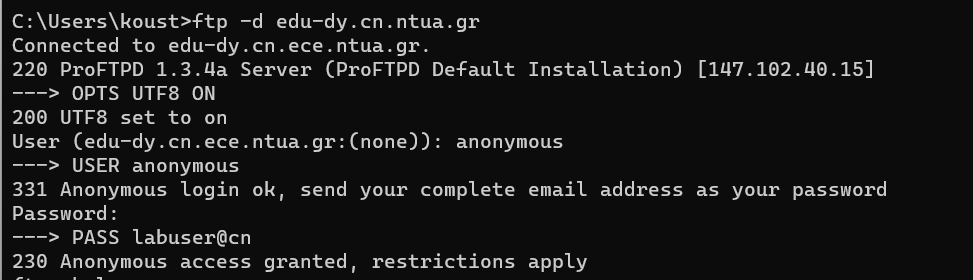 C:\Users\koust>ftp -d edu-dy.cn.ntua.gr
Connected to edu-dy.cn.ece.ntua.gr.
220 ProFTPD 1.3.4a Server (ProFTPD Default Installation) [147.102.40.15]
---> OPTS UTF8 ON
200 UTF8 set to on
User (edu-dy.cn.ece.ntua.gr:(none)): anonymous
---> USER anonymous
331 Anonymous login ok, send your complete email address as your password
Password:
---> PASS labuser@cn
230 Anonymous access granted, restrictions apply